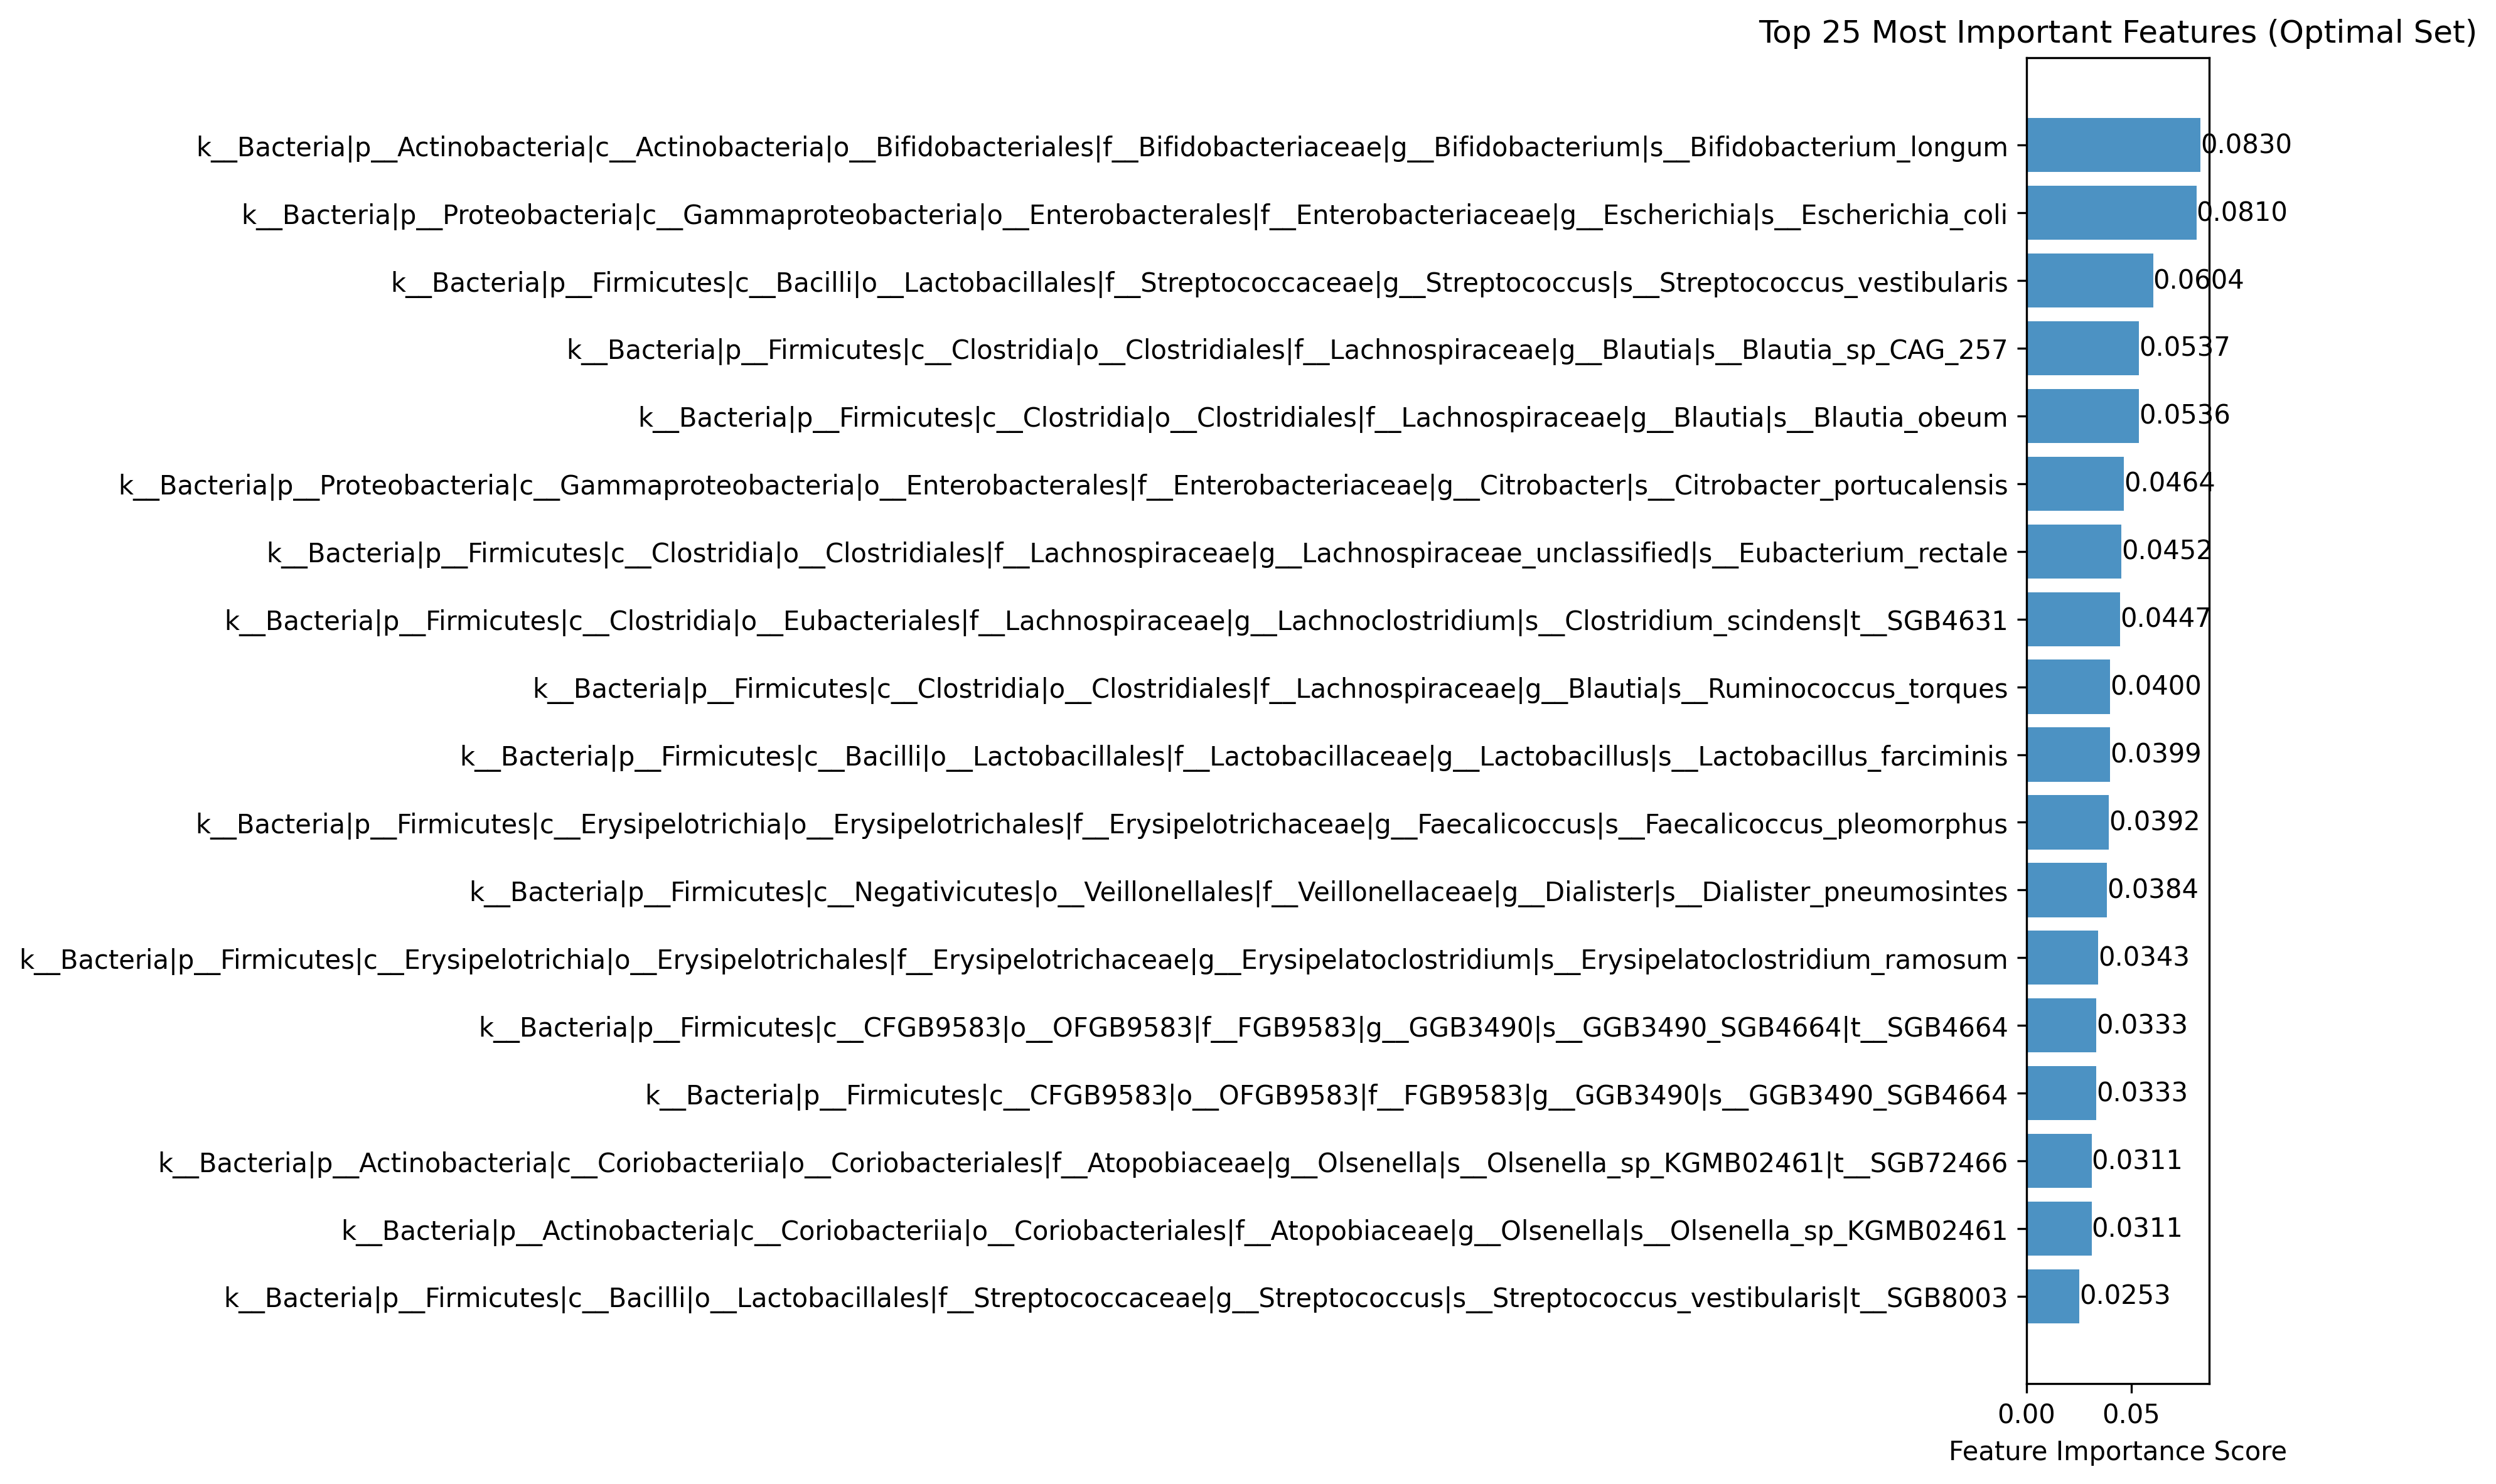 Top 25 Most Important Features (Optimal Set)
k__Bacteria|p__Actinobacteria|c__Actinobacteria|o__Bifidobacteriales|f__Bifidobacteriaceae|g__Bifidobacterium|s__Bifidobacterium_longum 0.0830
k__Bacteria|p__Proteobacteria|c__Gammaproteobacteria|o__Enterobacterales|f__Enterobacteriaceae|g__Escherichia|s__Escherichia_coli 0.0810
k__Bacteria|p__Firmicutes|c__Bacilli|o__Lactobacillales|f__Streptococcaceae|g__Streptococcus|s__Streptococcus_vestibularis 0.0604
k__Bacteria|p__Firmicutes|c__Clostridia|o__Clostridiales|f__Lachnospiraceae|g__Blautia|s__Blautia_sp_CAG_257 0.0537
k__Bacteria|p__Firmicutes|c__Clostridia|o__Clostridiales|f__Lachnospiraceae|g__Blautia|s__Blautia_obeum 0.0536
k__Bacteria|p__Proteobacteria|c__Gammaproteobacteria|o__Enterobacterales|f__Enterobacteriaceae|g__Citrobacter|s__Citrobacter_portucalensis 0.0464
k__Bacteria|p__Firmicutes|c__Clostridia|o__Clostridiales|f__Lachnospiraceae|g__Lachnospiraceae_unclassified|s__Eubacterium_rectale 0.0452
k__Bacteria|p__Firmicutes|c__Clostridia|o__Eubacteriales|f__Lachnospiraceae|g__Lachnoclostridium|s__Clostridium_scindens|t__SGB4631 0.0447
k__Bacteria|p__Firmicutes|c__Clostridia|o__Clostridiales|f__Lachnospiraceae|g__Blautia|s__Ruminococcus_torques 0.0400
k__Bacteria|p__Firmicutes|c__Bacilli|o__Lactobacillales|f__Lactobacillaceae|g__Lactobacillus|s__Lactobacillus_farciminis 0.0399
k__Bacteria|p__Firmicutes|c__Erysipelotrichia|o__Erysipelotrichales|f__Erysipelotrichaceae|g__Faecalicoccus|s__Faecalicoccus_pleomorphus 0.0392
k__Bacteria|p__Firmicutes|c__Negativicutes|o__Veillonellales|f__Veillonellaceae|g__Dialister|s__Dialister_pneumosintes 0.0384
k__Bacteria|p__Firmicutes|c__Erysipelotrichia|o__Erysipelotrichales|f__Erysipelotrichaceae|g__Erysipelatoclostridium|s__Erysipelatoclostridium_ramosum 0.0343
k__Bacteria|p__Firmicutes|c__CFGB9583|o__OFGB9583|f__FGB9583|g__GGB3490|s__GGB3490_SGB4664|t__SGB4664 0.0333
k__Bacteria|p__Firmicutes|c__CFGB9583|o__OFGB9583|f__FGB9583|g__GGB3490|s__GGB3490_SGB4664 0.0333
k__Bacteria|p__Actinobacteria|c__Coriobacteriia|o__Coriobacteriales|f__Atopobiaceae|g__Olsenella|s__Olsenella_sp_KGMB02461|t__SGB72466 0.0311
k__Bacteria|p__Actinobacteria|c__Coriobacteriia|o__Coriobacteriales|f__Atopobiaceae|g__Olsenella|s__Olsenella_sp_KGMB02461 0.0311
k__Bacteria|p__Firmicutes|c__Bacilli|o__Lactobacillales|f__Streptococcaceae|g__Streptococcus|s__Streptococcus_vestibularis|t__SGB8003 0.0253
0.00 0.05
Feature Importance Score